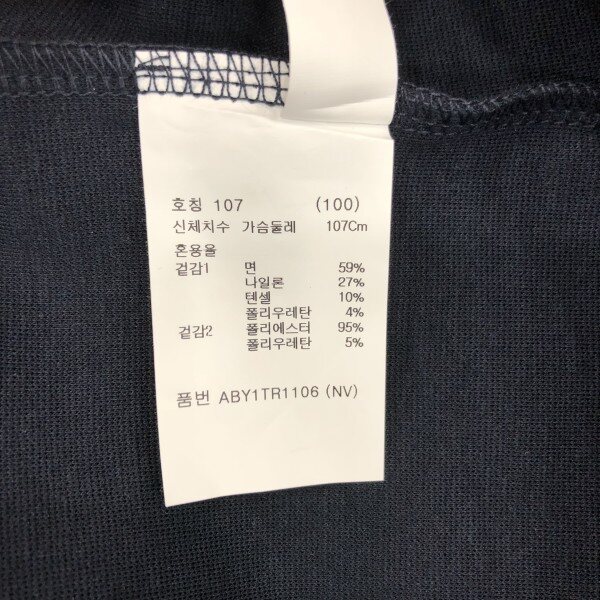 호칭 107 (100)
신체치수 가슴둘레 107Cm
혼용율
겉감1 면 59%
나일론 27%
텐셀 10%
폴리우레탄 4%
겉감2 폴리에스터 95%
폴리우레탄 5%
품번 ABY1TR1106 (NV)